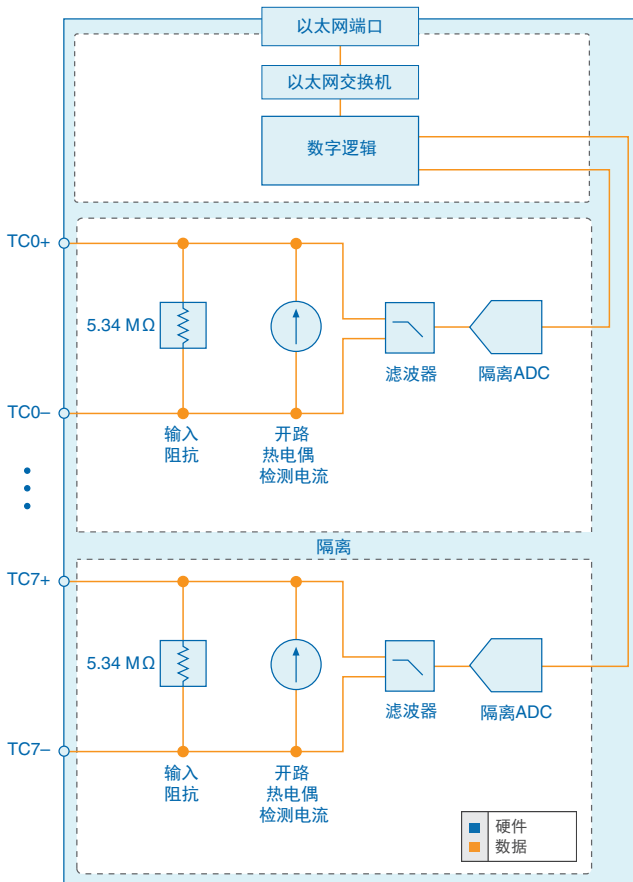 以太网端口
以太网交换机
数字逻辑
TC0+
5.34 MΩ
滤波器
隔离ADC
TC0–
输入
阻抗
开路
热电偶
检测电流
隔离
TC7+
5.34 MΩ
滤波器
隔离ADC
TC7–
输入
阻抗
开路
热电偶
检测电流
硬件
数据